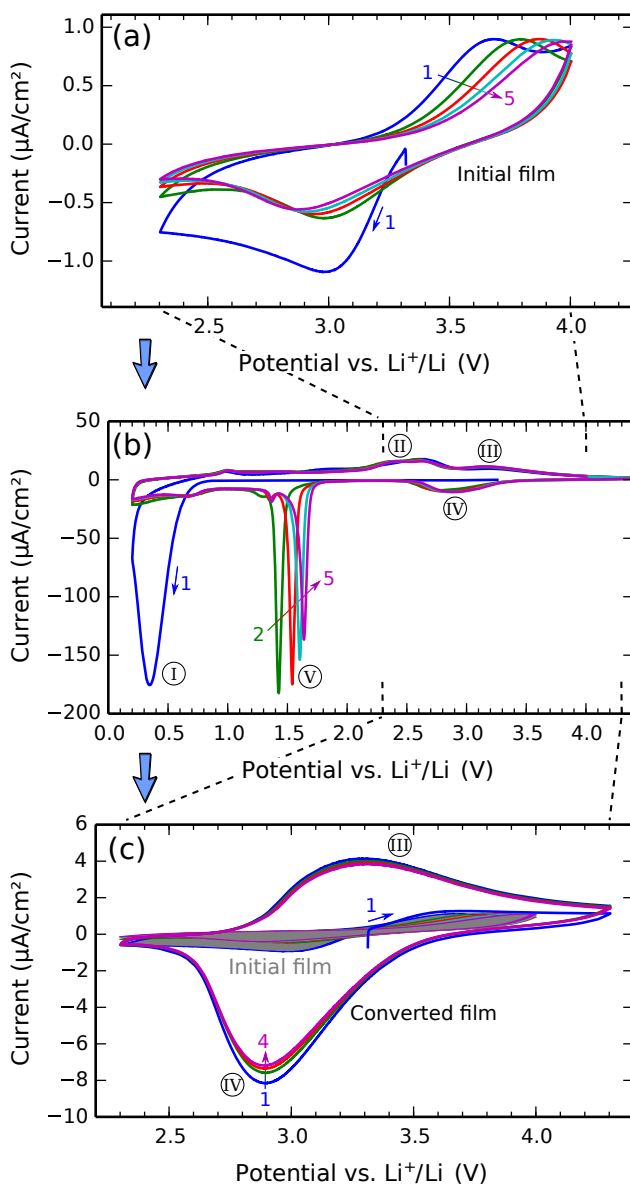 (a)
1.0
0.5
0.0
−0.5
−1.0
Current (µA/cm²)
1
5
Initial film
1
2.5
3.0
3.5
4.0
Potential vs. Li⁺/Li (V)
(b)
50
0
−50
−100
−150
−200
Current (µA/cm²)
II
III
IV
1
2
5
I
V
0.0
0.5
1.0
1.5
2.0
2.5
3.0
3.5
4.0
Potential vs. Li⁺/Li (V)
(c)
6
4
2
0
−2
−4
−6
−8
−10
Current (µA/cm²)
III
1
Initial film
Converted film
4
IV
1
2.5
3.0
3.5
4.0
Potential vs. Li⁺/Li (V)